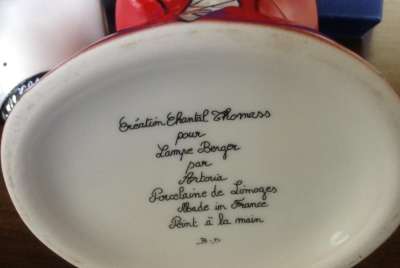 Création Chantal Thomass
pour
Lampe Berger
par
Artoria
Porcelaine de Limoges
Made in France
Peint à la main
B.D